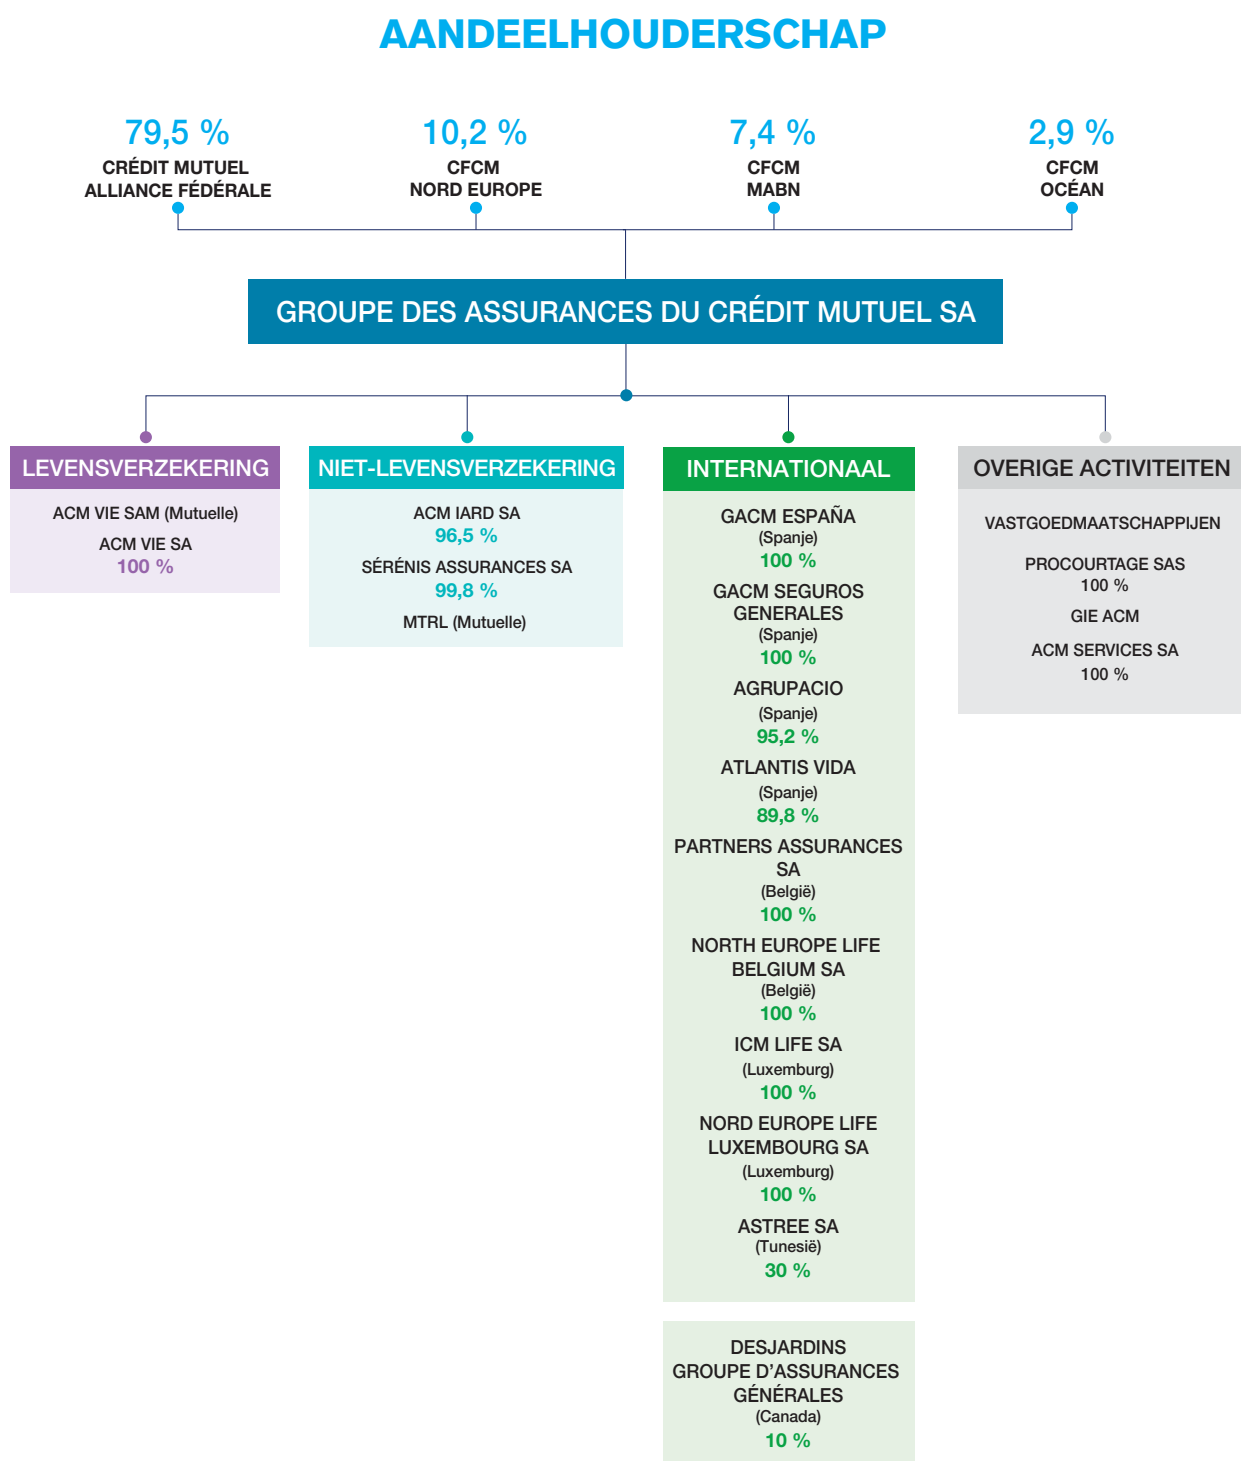 AANDEELHOUDERSCHAP
79,5 %
CRÉDIT MUTUEL
ALLIANCE FÉDÉRALE
10,2 %
CFCM
NORD EUROPE
7,4 %
CFCM
MABN
2,9 %
CFCM
OCÉAN
GROUPE DES ASSURANCES DU CRÉDIT MUTUEL SA
LEVENSVERZEKERING
ACM VIE SAM (Mutuelle)
ACM VIE SA
100 %
NIET-LEVENSVERZEKERING
ACM IARD SA
96,5 %
SÉRÉNIS ASSURANCES SA
99,8 %
MTRL (Mutuelle)
INTERNATIONAAL
GACM ESPAÑA
(Spanje)
100 %
GACM SEGUROS
GENERALES
(Spanje)
100 %
AGRUPACIO
(Spanje)
95,2 %
ATLANTIS VIDA
(Spanje)
89,8 %
PARTNERS ASSURANCES
SA
(België)
100 %
NORTH EUROPE LIFE
BELGIUM SA
(België)
100 %
ICM LIFE SA
(Luxemburg)
100 %
NORD EUROPE LIFE
LUXEMBOURG SA
(Luxemburg)
100 %
ASTREE SA
(Tunesië)
30 %
DESJARDINS
GROUPE D'ASSURANCES
GÉNÉRALES
(Canada)
10 %
OVERIGE ACTIVITEITEN
VASTGOEDMAATSCHAPPIJEN
PROCOURTAGE SAS
100 %
GIE ACM
ACM SERVICES SA
100 %